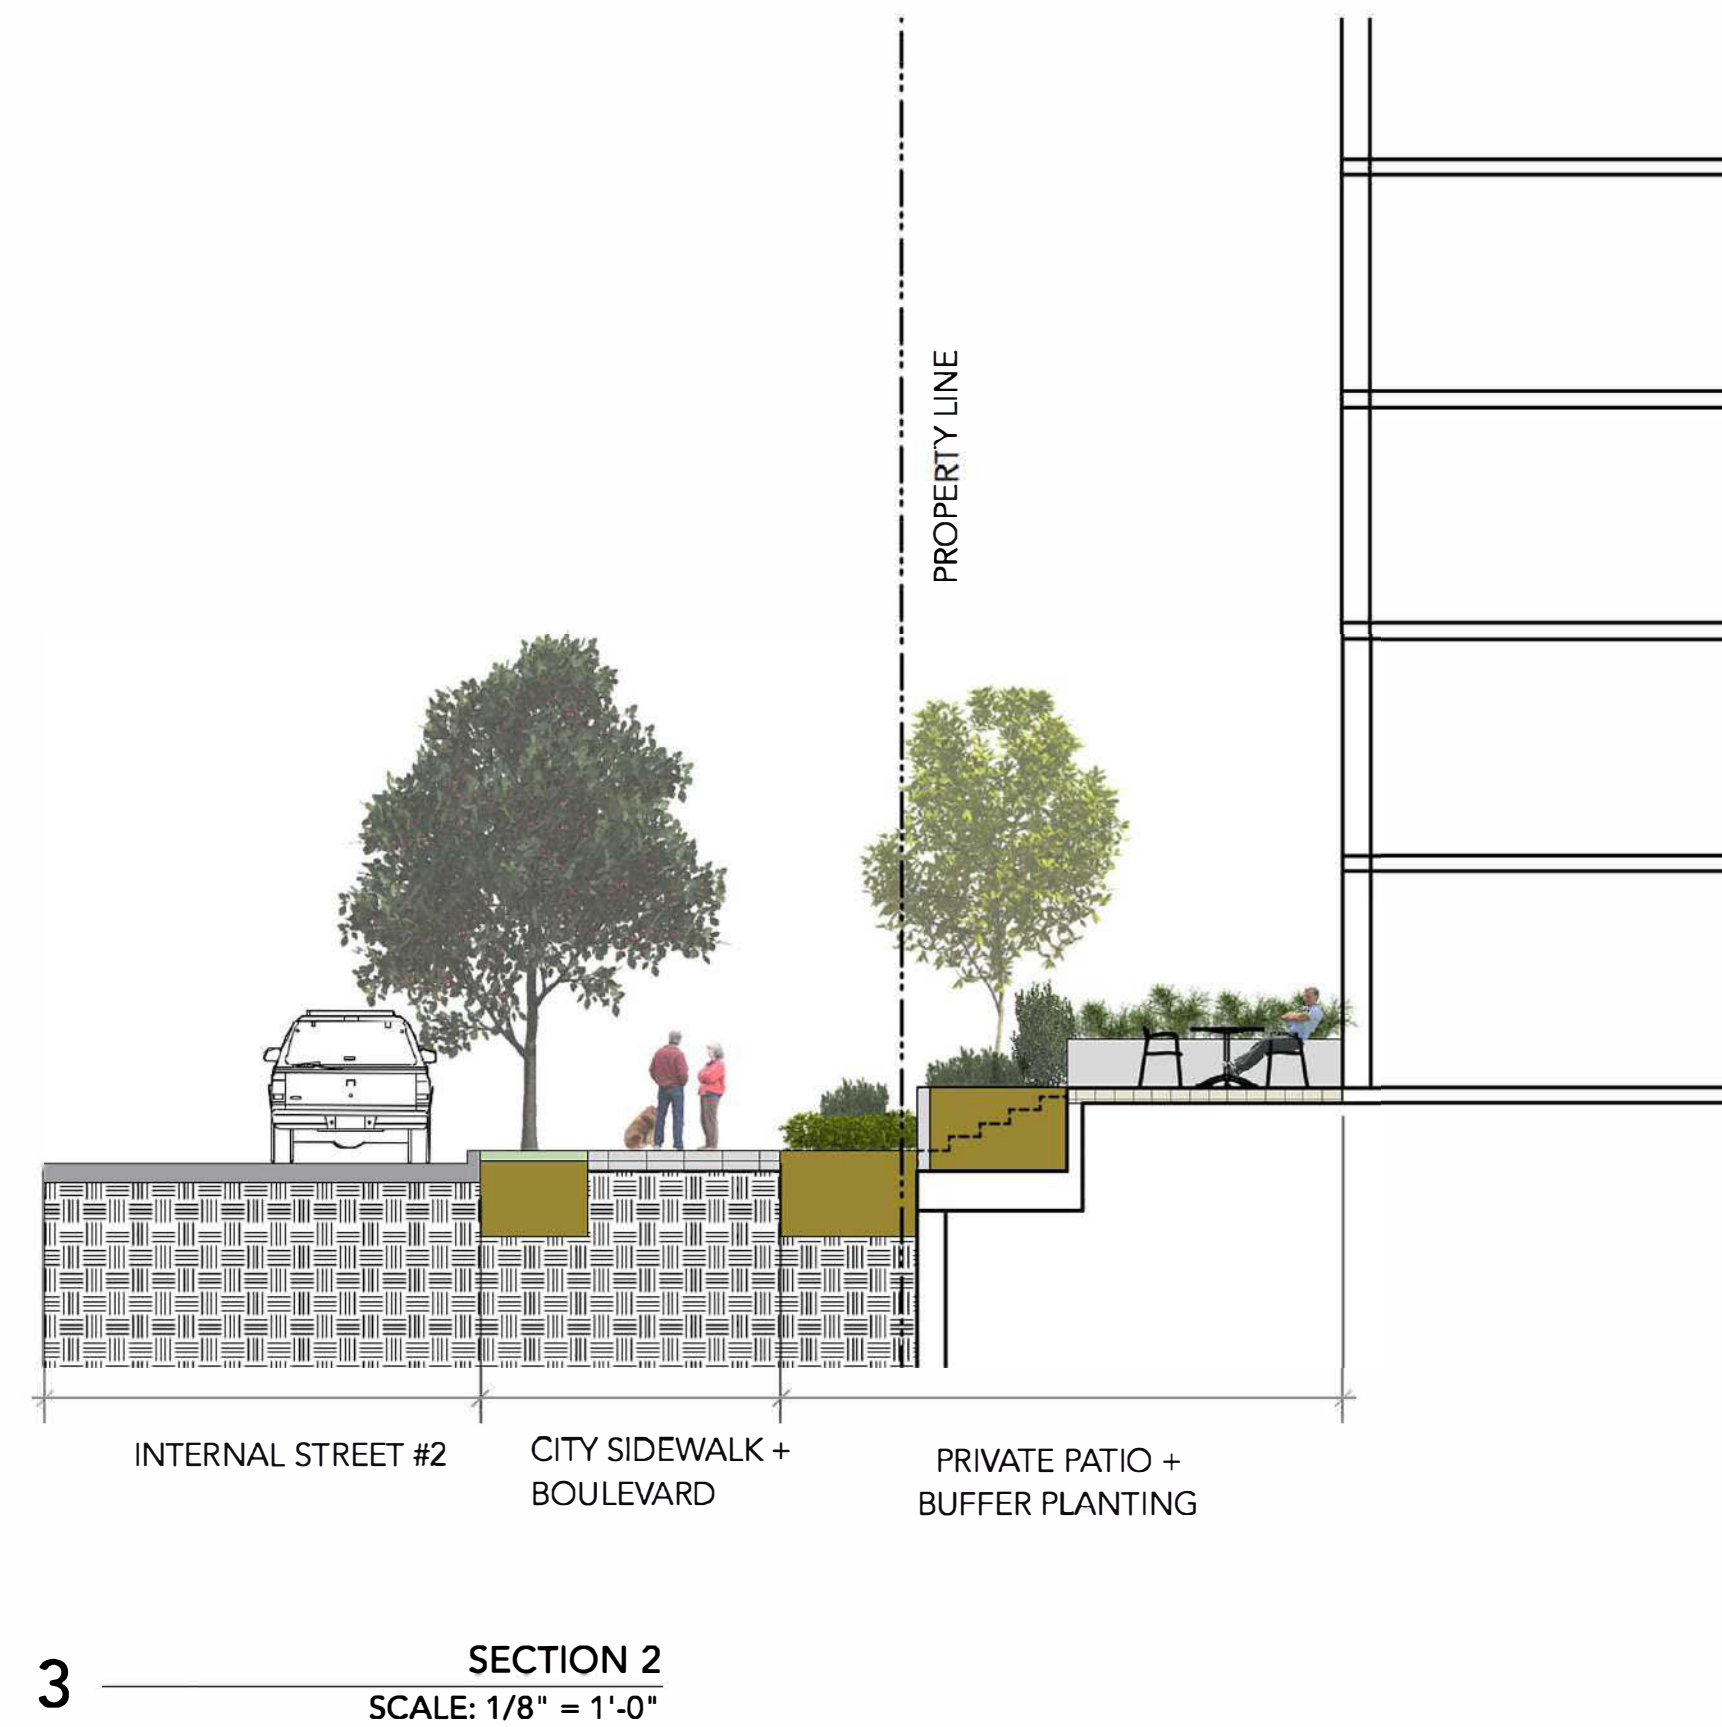 PROPERTY LINE
INTERNAL STREET #2
CITY SIDEWALK +
BOULEVARD
PRIVATE PATIO +
BUFFER PLANTING
3
SECTION 2
SCALE: 1/8" = 1'-0"